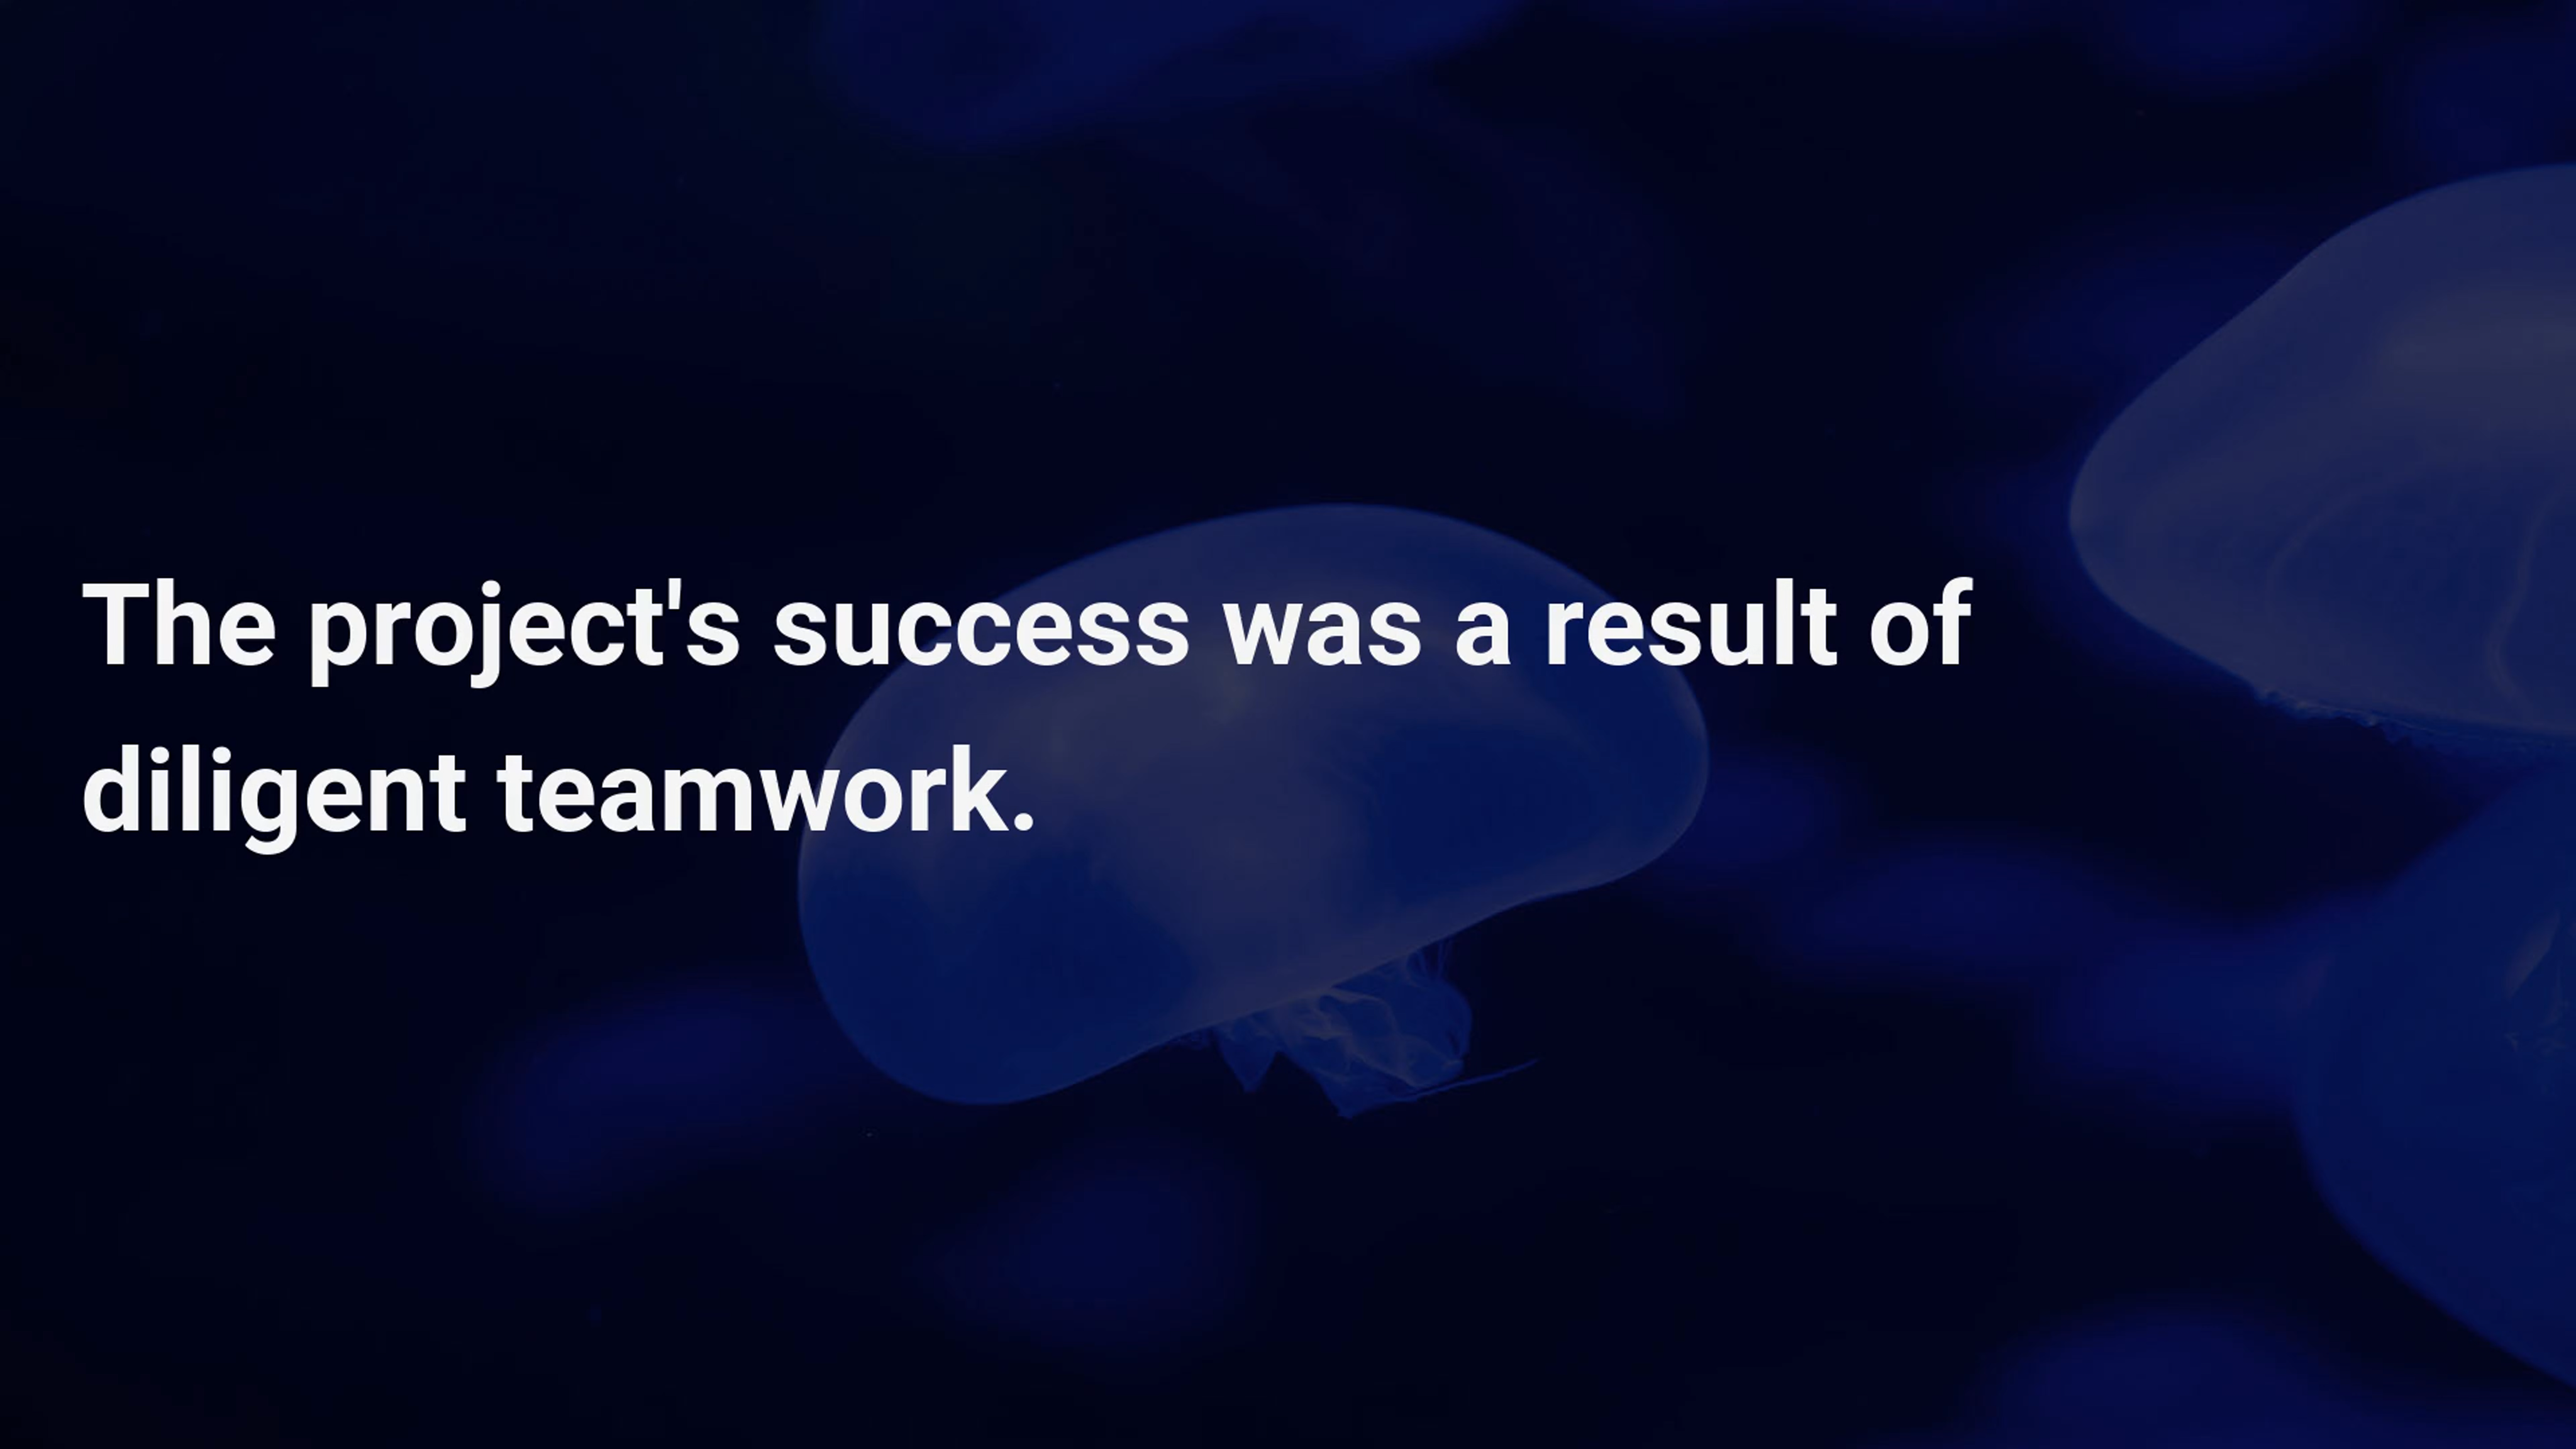 The project's success was a result of
diligent teamwork.